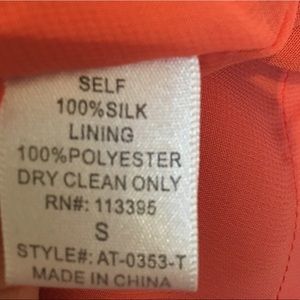 SELF
100%SILK
LINING
100%POLYESTER
DRY CLEAN ONLY
RN#: 113395
S
STYLE#: AT-0353-T
MADE IN CHINA